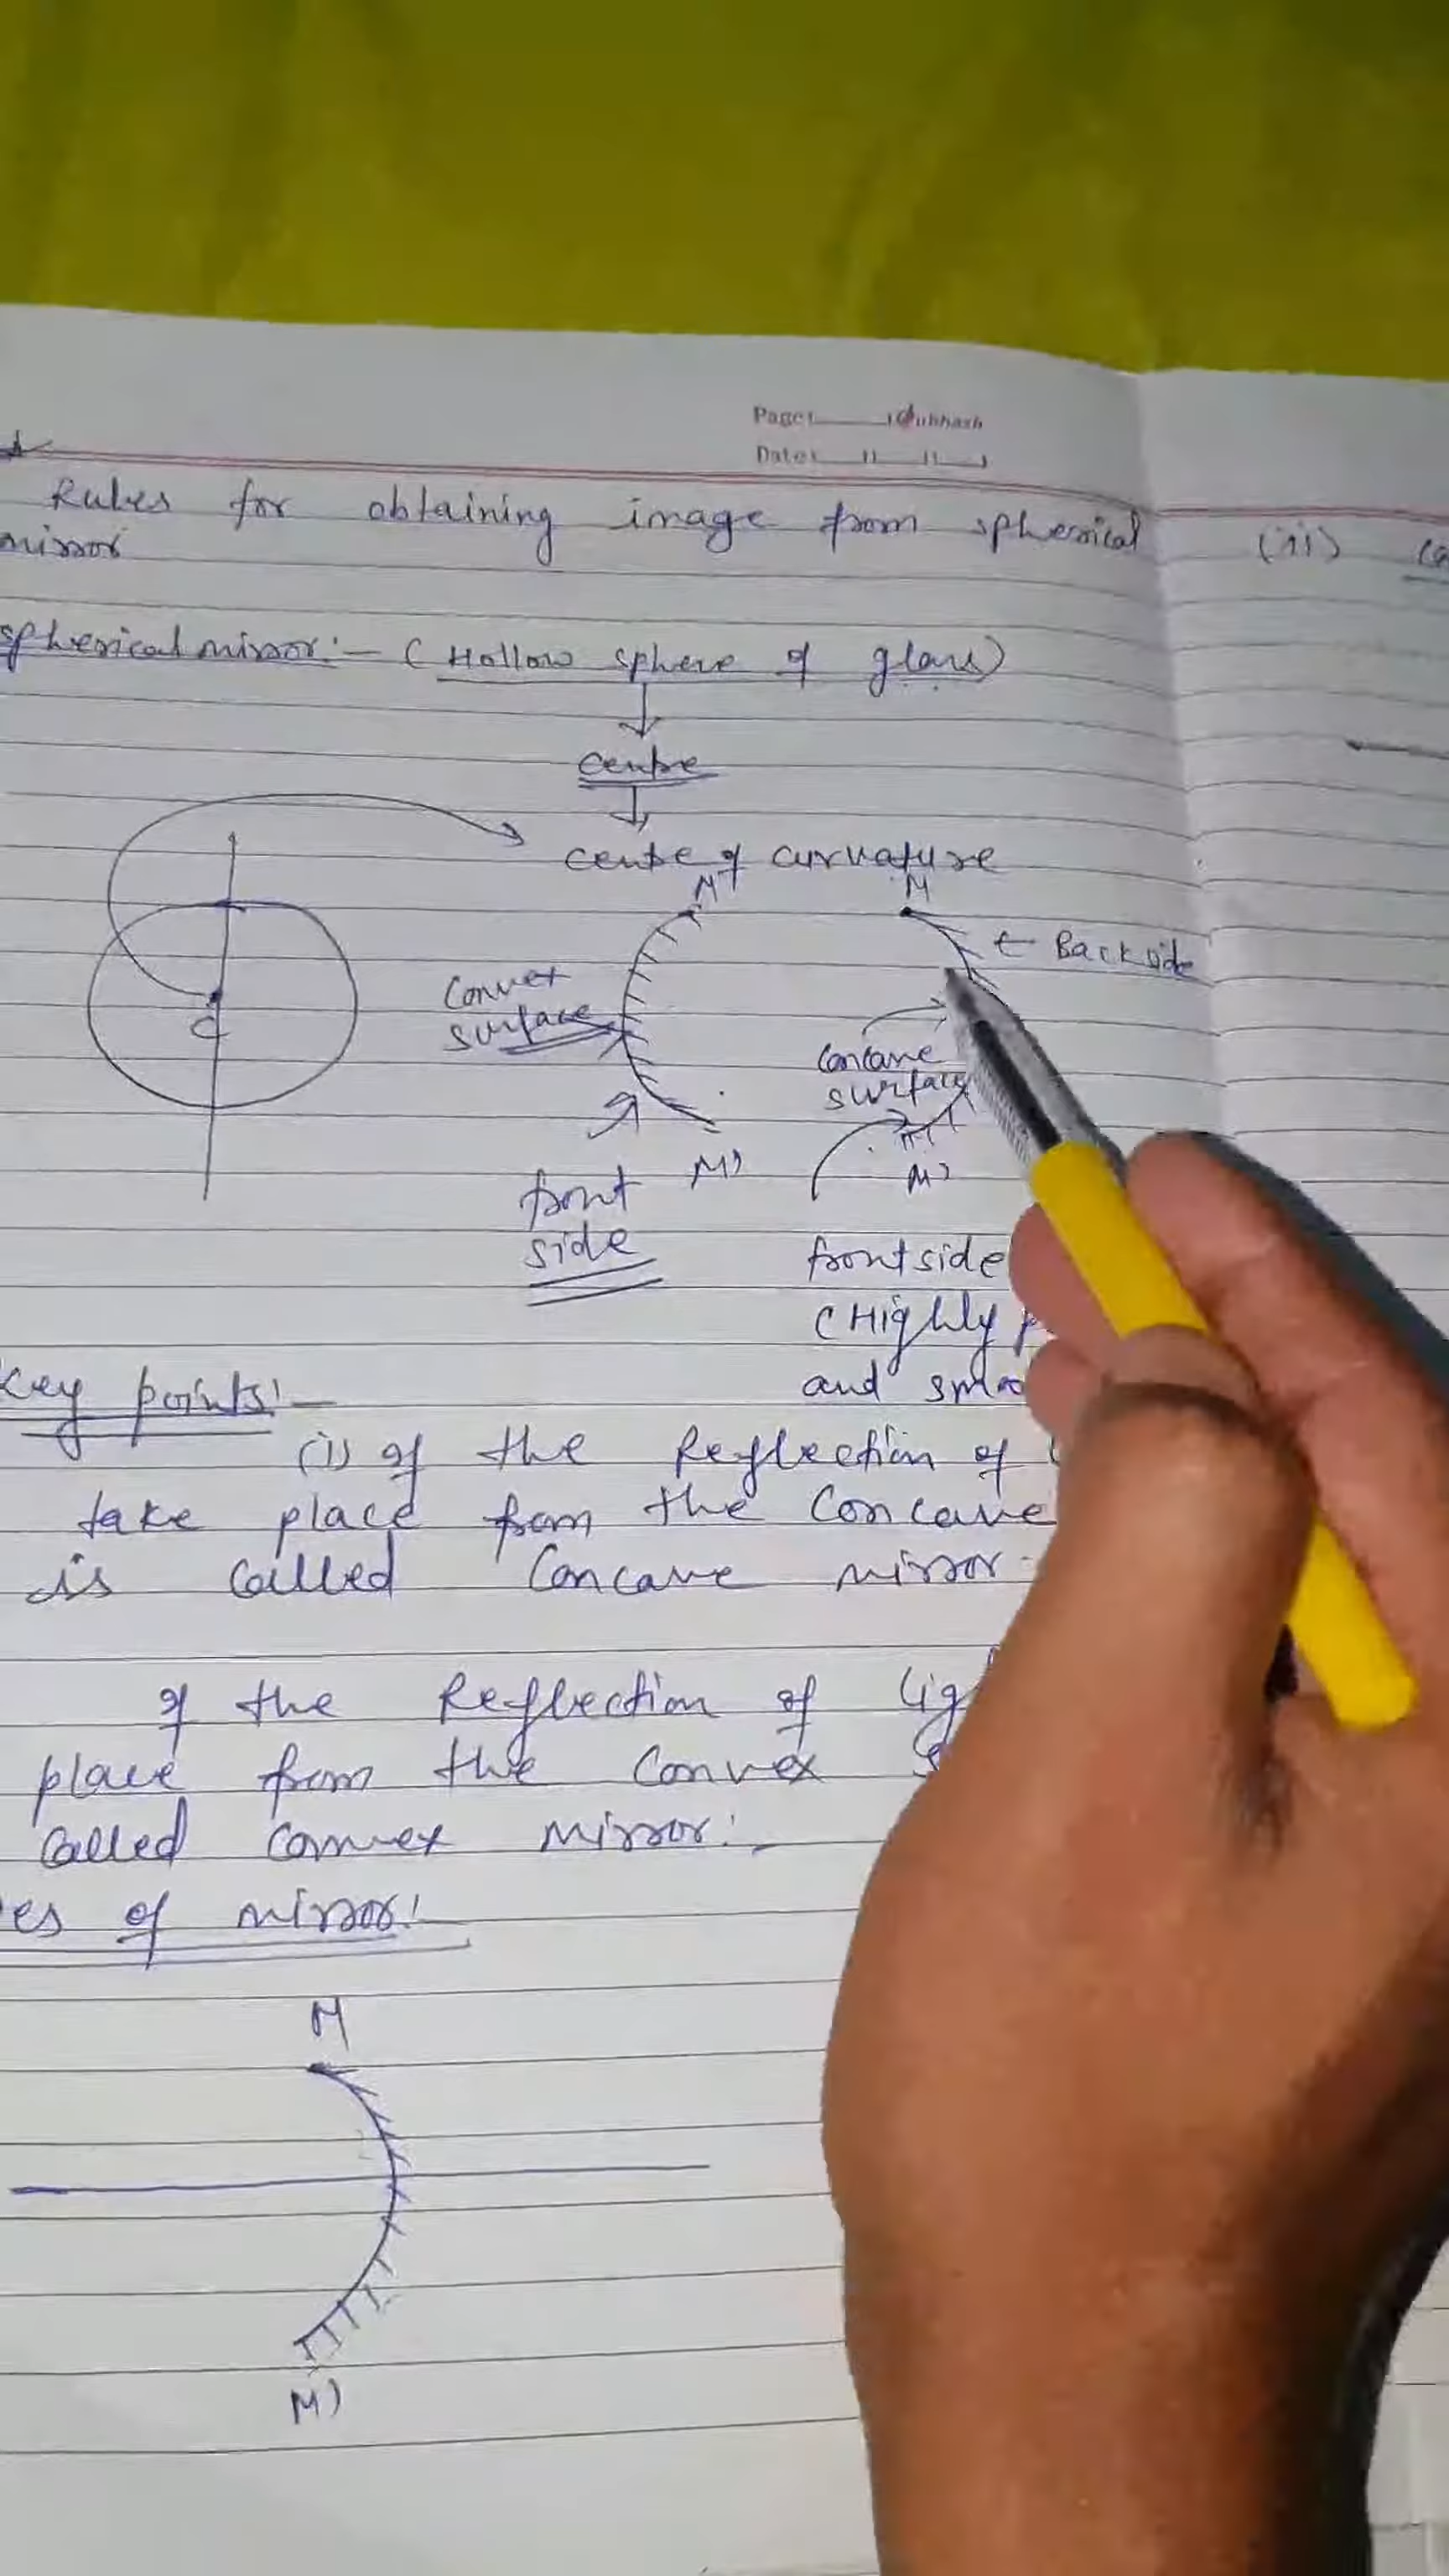 Page: Subhash
Date:
Rules for obtaining image from spherical
mirror
(ii)
Spherical mirror:- (Hollow sphere of glass)
centre
centre of curvature
M
M
Back side
Convex
surface
C
Concave
surface
M'
M'
front
side
frontside
(Highly
and
Key points:-
(i) If the Reflection of
take place from the Concave
is Called Concave mirror:
If the Reflection of
place from the Convex
Called Convex Mirror:-
of mirror:-
M
M'